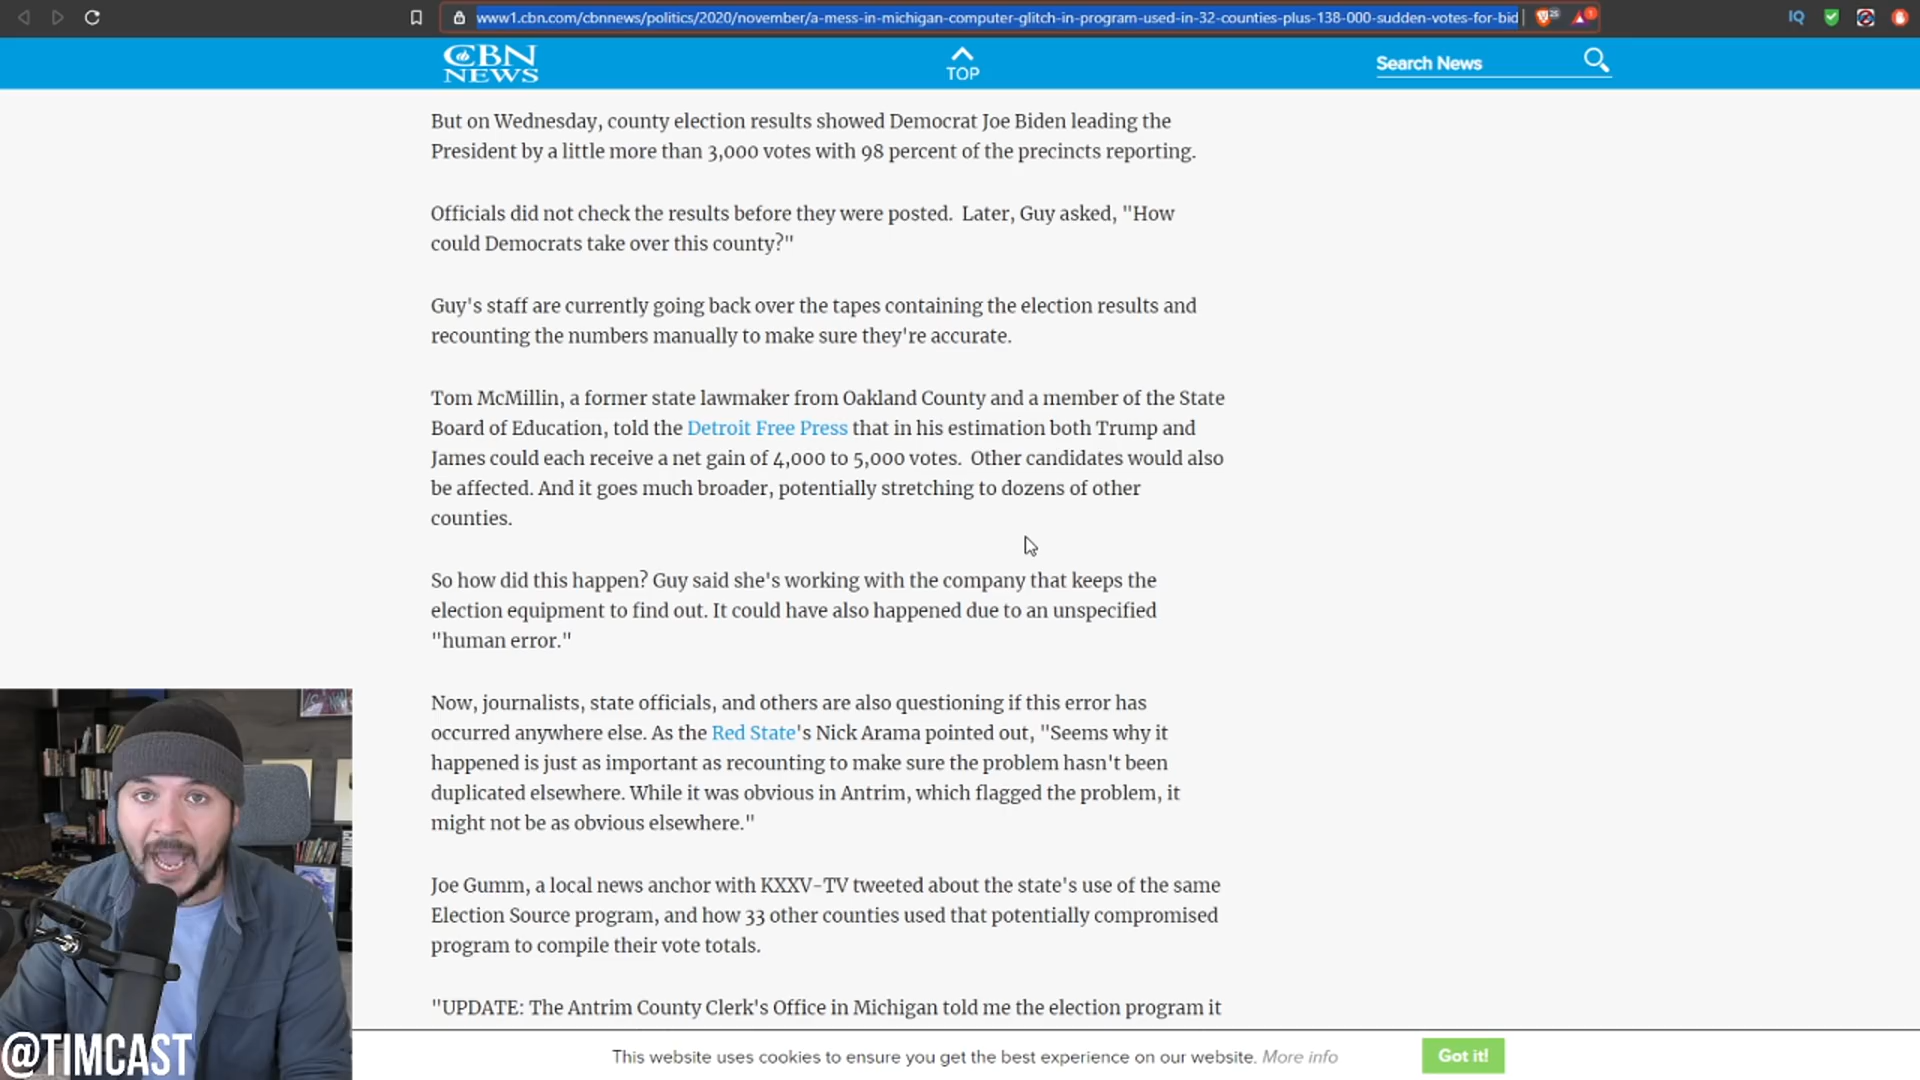 www1.cbn.com/cbnnews/politics/2020/november/a-mess-in-michigan-computer-glitch-in-program-used-in-32-counties-plus-138-000-sudden-votes-for-bid
IQ
CBN
NEWS
TOP
Search News
But on Wednesday, county election results showed Democrat Joe Biden leading the
President by a little more than 3,000 votes with 98 percent of the precincts reporting.
Officials did not check the results before they were posted.  Later, Guy asked, "How
could Democrats take over this county?"
Guy's staff are currently going back over the tapes containing the election results and
recounting the numbers manually to make sure they're accurate.
Tom McMillin, a former state lawmaker from Oakland County and a member of the State
Board of Education, told the Detroit Free Press that in his estimation both Trump and
James could each receive a net gain of 4,000 to 5,000 votes.  Other candidates would also
be affected. And it goes much broader, potentially stretching to dozens of other
counties.
So how did this happen? Guy said she's working with the company that keeps the
election equipment to find out. It could have also happened due to an unspecified
"human error."
Now, journalists, state officials, and others are also questioning if this error has
occurred anywhere else. As the Red State's Nick Arama pointed out, "Seems why it
happened is just as important as recounting to make sure the problem hasn't been
duplicated elsewhere. While it was obvious in Antrim, which flagged the problem, it
might not be as obvious elsewhere."
Joe Gumm, a local news anchor with KXXV-TV tweeted about the state's use of the same
Election Source program, and how 33 other counties used that potentially compromised
program to compile their vote totals.
"UPDATE: The Antrim County Clerk's Office in Michigan told me the election program it
@TIMCAST
This website uses cookies to ensure you get the best experience on our website. More info
Got it!